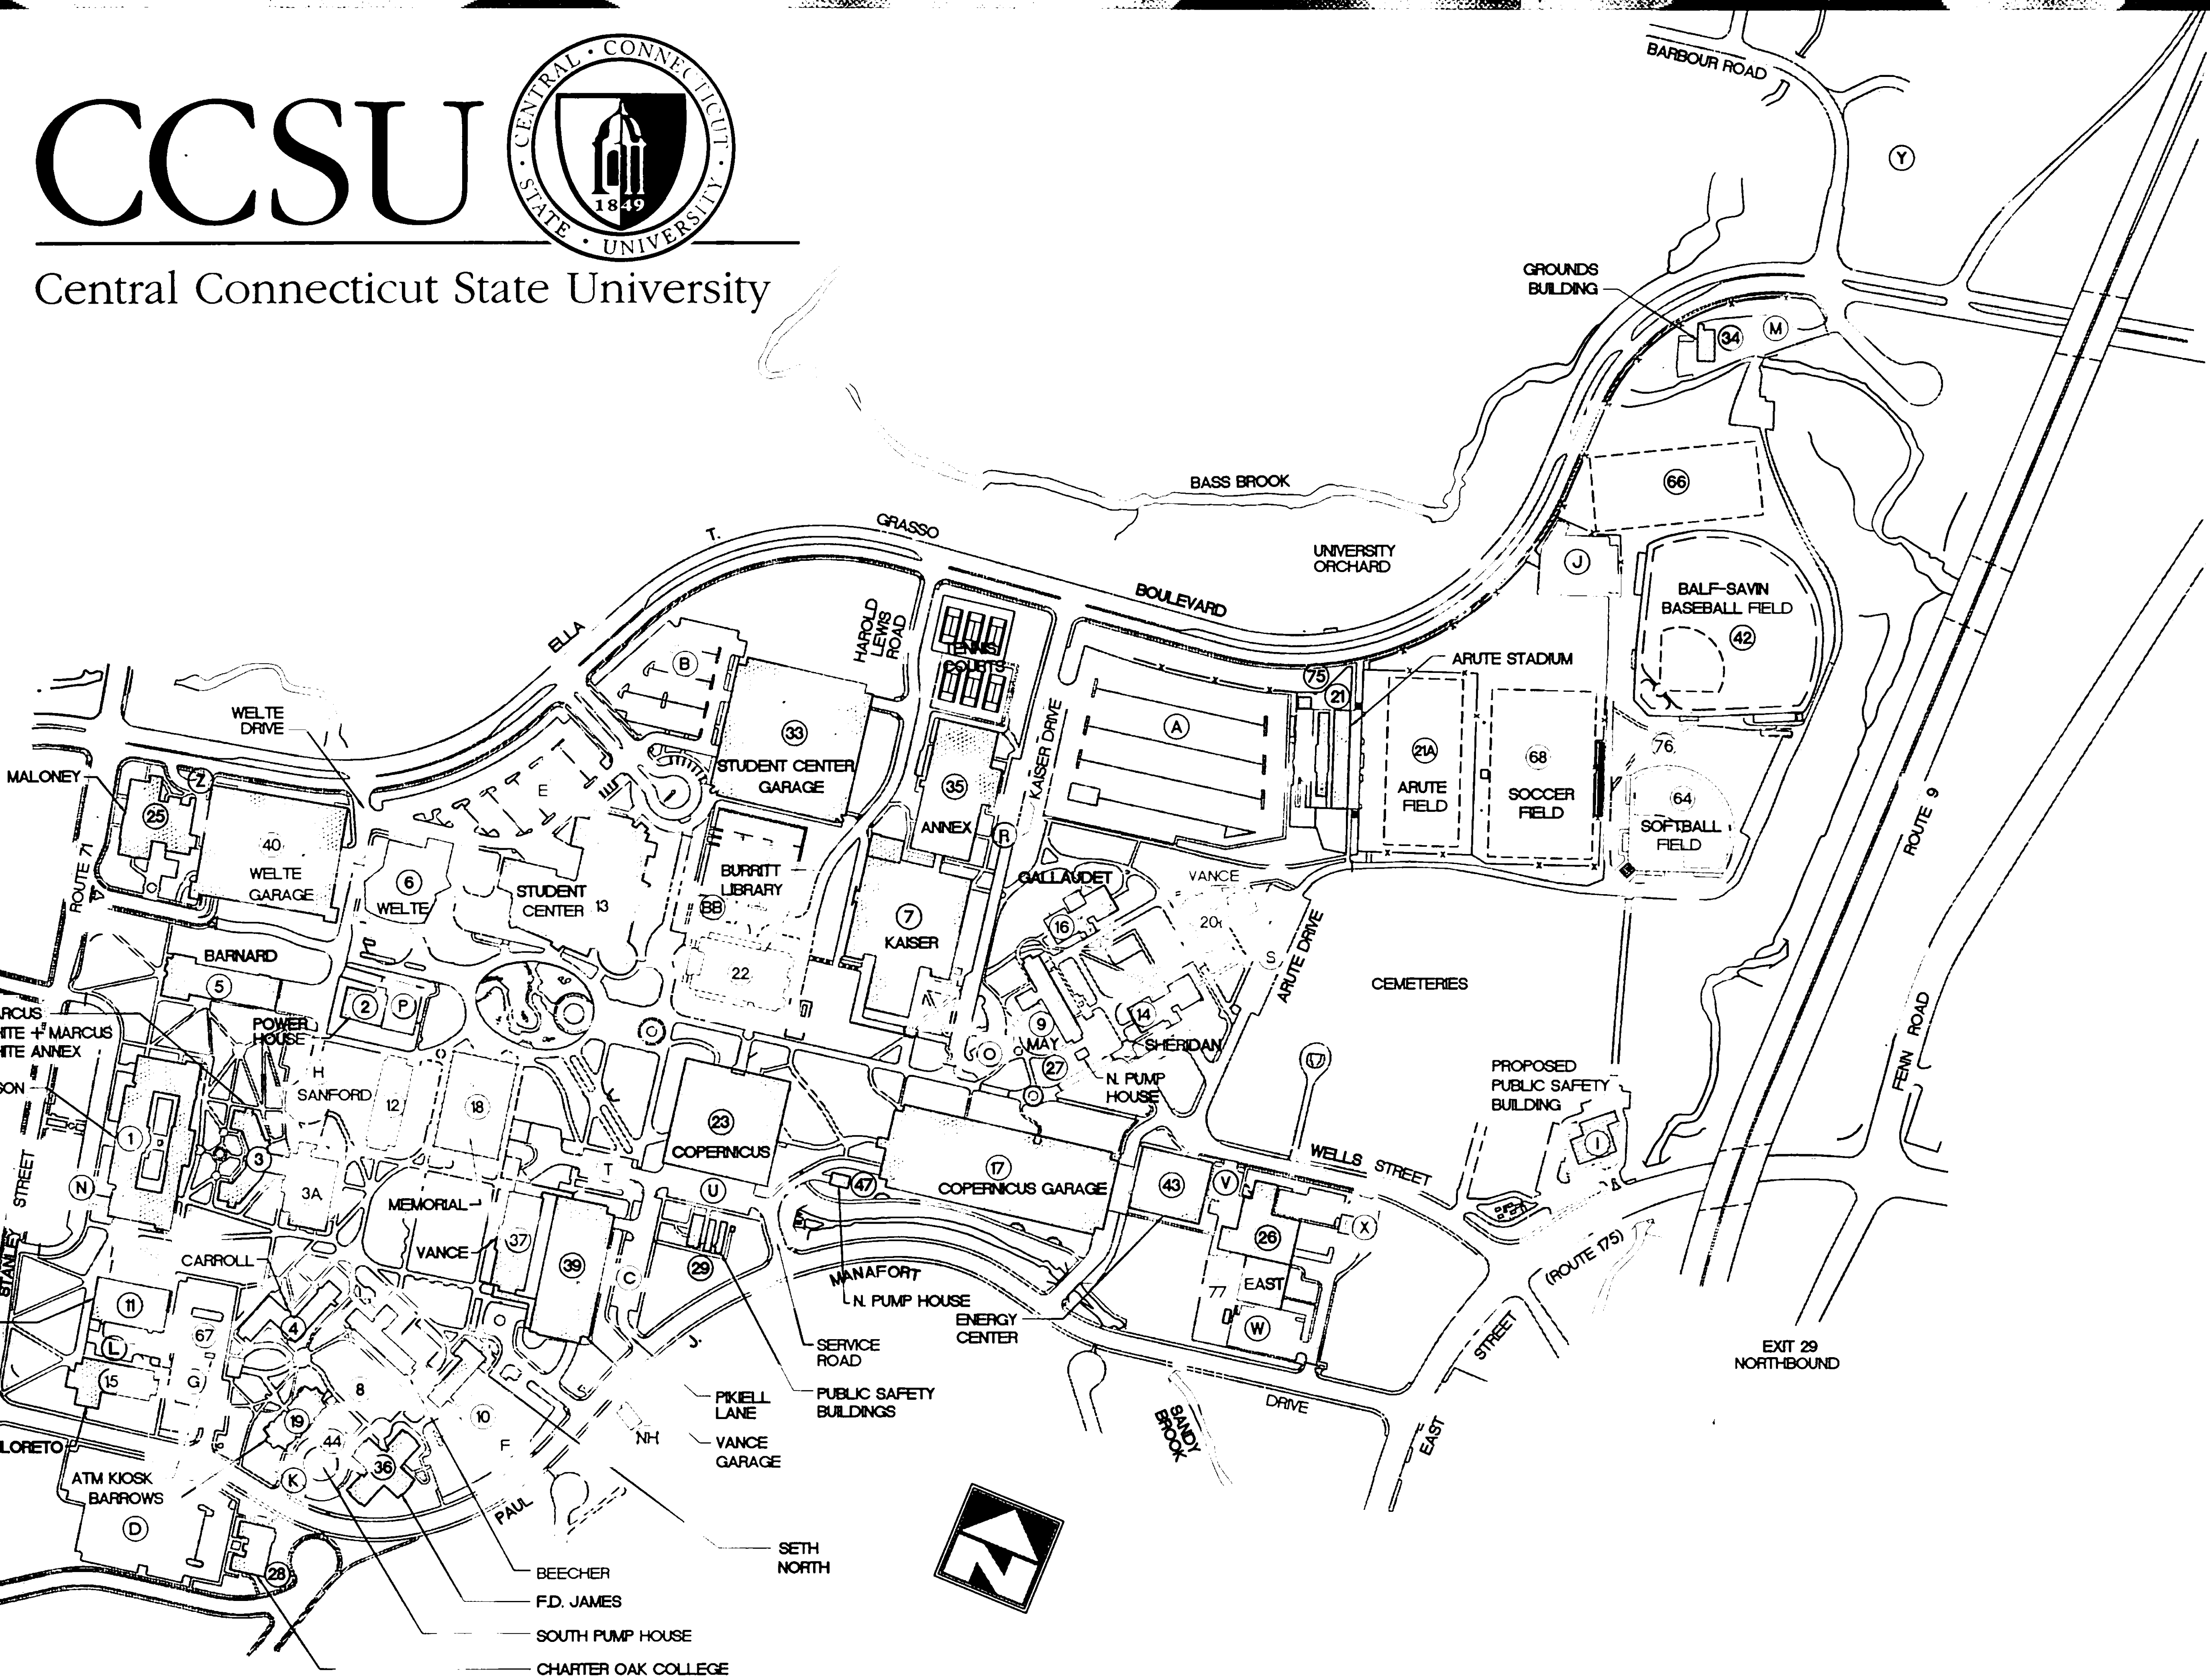 CCSU
CENTRAL · CONNECTICUT · STATE · UNIVERSITY ·
1849
Central Connecticut State University
BARBOUR ROAD
Y
GROUNDS
BUILDING
34
M
66
BASS BROOK
T.
GRASSO
UNIVERSITY
ORCHARD
J
BALF-SAVIN
BASEBALL FIELD
42
BOULEVARD
HAROLD
LEWIS
ROAD
ELLA
TENNIS
COURTS
B
ARUTE STADIUM
75
21
WELTE
DRIVE
33
STUDENT CENTER
GARAGE
KAISER DRIVE
A
21A
ARUTE
FIELD
68
SOCCER
FIELD
76
64
SOFTBALL
FIELD
ROUTE 9
MALONEY
Z
25
E
35
ANNEX
R
40
WELTE
GARAGE
ROUTE 71
6
WELTE
STUDENT
CENTER 13
BURRITT
LIBRARY
BB
7
KAISER
GALLAUDET
VANCE
16
20
S
ARUTE DRIVE
BARNARD
5
22
CEMETERIES
2
P
POWER
HOUSE
RCUS
ITE + MARCUS
ITE ANNEX
9
MAY
14
SHERIDAN
27
N. PUMP
HOUSE
FENN ROAD
PROPOSED
PUBLIC SAFETY
BUILDING
I
SON
H
SANFORD
12
18
1
3
3A
23
COPERNICUS
T
U
47
17
COPERNICUS GARAGE
43
V
WELLS STREET
26
X
N
STREET
STANLEY
MEMORIAL
VANCE
37
39
C
29
MANAFORT
N. PUMP HOUSE
ENERGY
CENTER
77
EAST
W
(ROUTE 175)
CARROLL
11
67
4
L
15
G
8
J.
SERVICE
ROAD
STREET
EXIT 29
NORTHBOUND
PIKIELL
LANE
PUBLIC SAFETY
BUILDINGS
DRIVE
SANDY
BROOK
EAST
19
10
44
F
NH
VANCE
GARAGE
LORETO
36
K
ATM KIOSK
BARROWS
D
PAUL
28
SETH
NORTH
N
BEECHER
F.D. JAMES
SOUTH PUMP HOUSE
CHARTER OAK COLLEGE